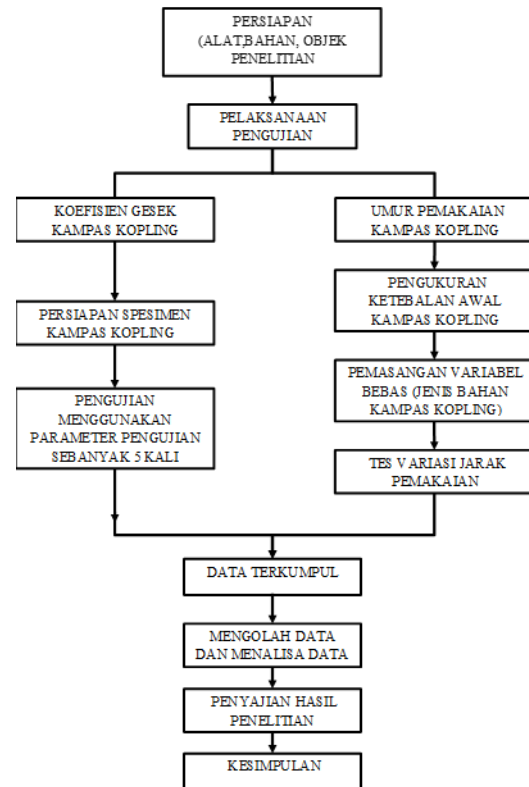 PERSIAPAN
(ALAT,BAHAN, OBJEK
PENELITIAN
PELAKSANAAN
PENGUJIAN
KOEFISIEN GESEK
KAMPAS KOPLING
PERSIAPAN SPESIMEN
KAMPAS KOPLING
PENGUJIAN
MENGGUNAKAN
PARAMETER PENGUJIAN
SEBANYAK 5 KALI
UMUR PEMAKAIAN
KAMPAS KOPLING
PENGUKURAN
KETEBALAN AWAL
KAMPAS KOPLING
PEMASANGAN VARIABEL
BEBAS (JENIS BAHAN
KAMPAS KOPLING)
TES VARIASI JARAK
PEMAKAIAN
DATA TERKUMPUL
MENGOLAH DATA
DAN MENALISA DATA
PENYAJIAN HASIL
PENELITIAN
KESIMPULAN